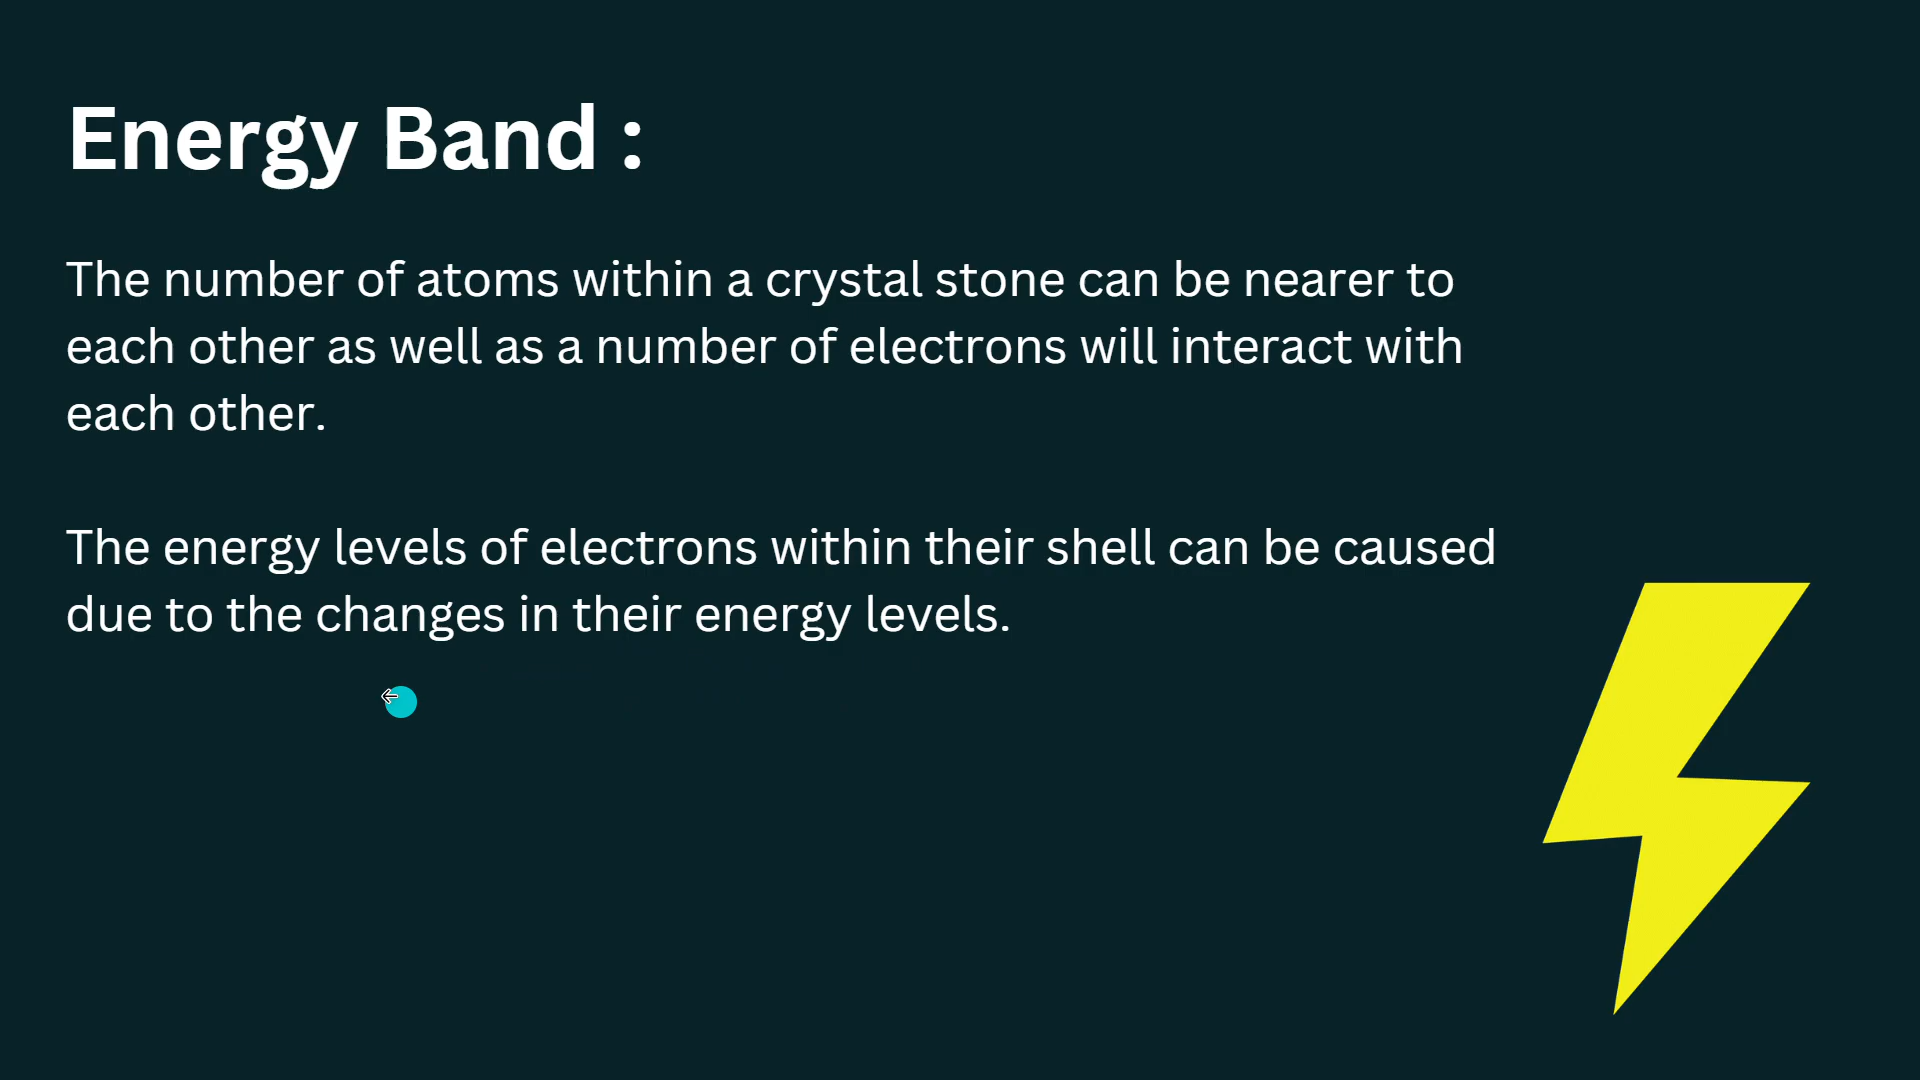 Energy Band :
The number of atoms within a crystal stone can be nearer to
each other as well as a number of electrons will interact with
each other.
The energy levels of electrons within their shell can be caused
due to the changes in their energy levels.